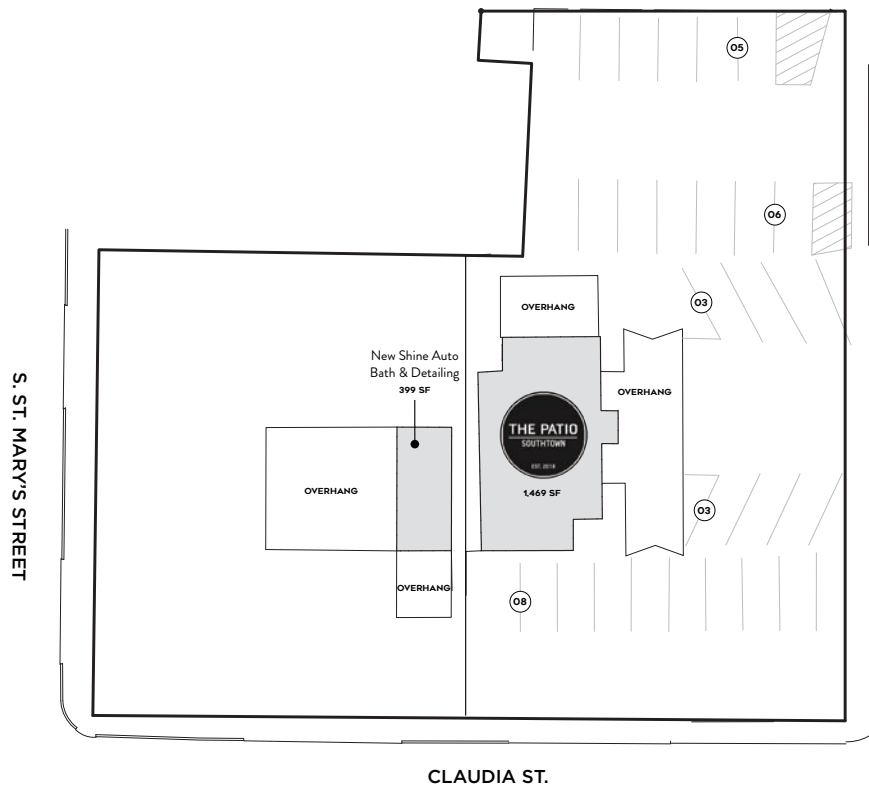 05
06
03
OVERHANG
New Shine Auto
Bath & Detailing
399 SF
OVERHANG
THE PATIO
SOUTHTOWN
EST. 2018
1,469 SF
S. ST. MARY'S STREET
OVERHANG
03
OVERHANG
08
CLAUDIA ST.